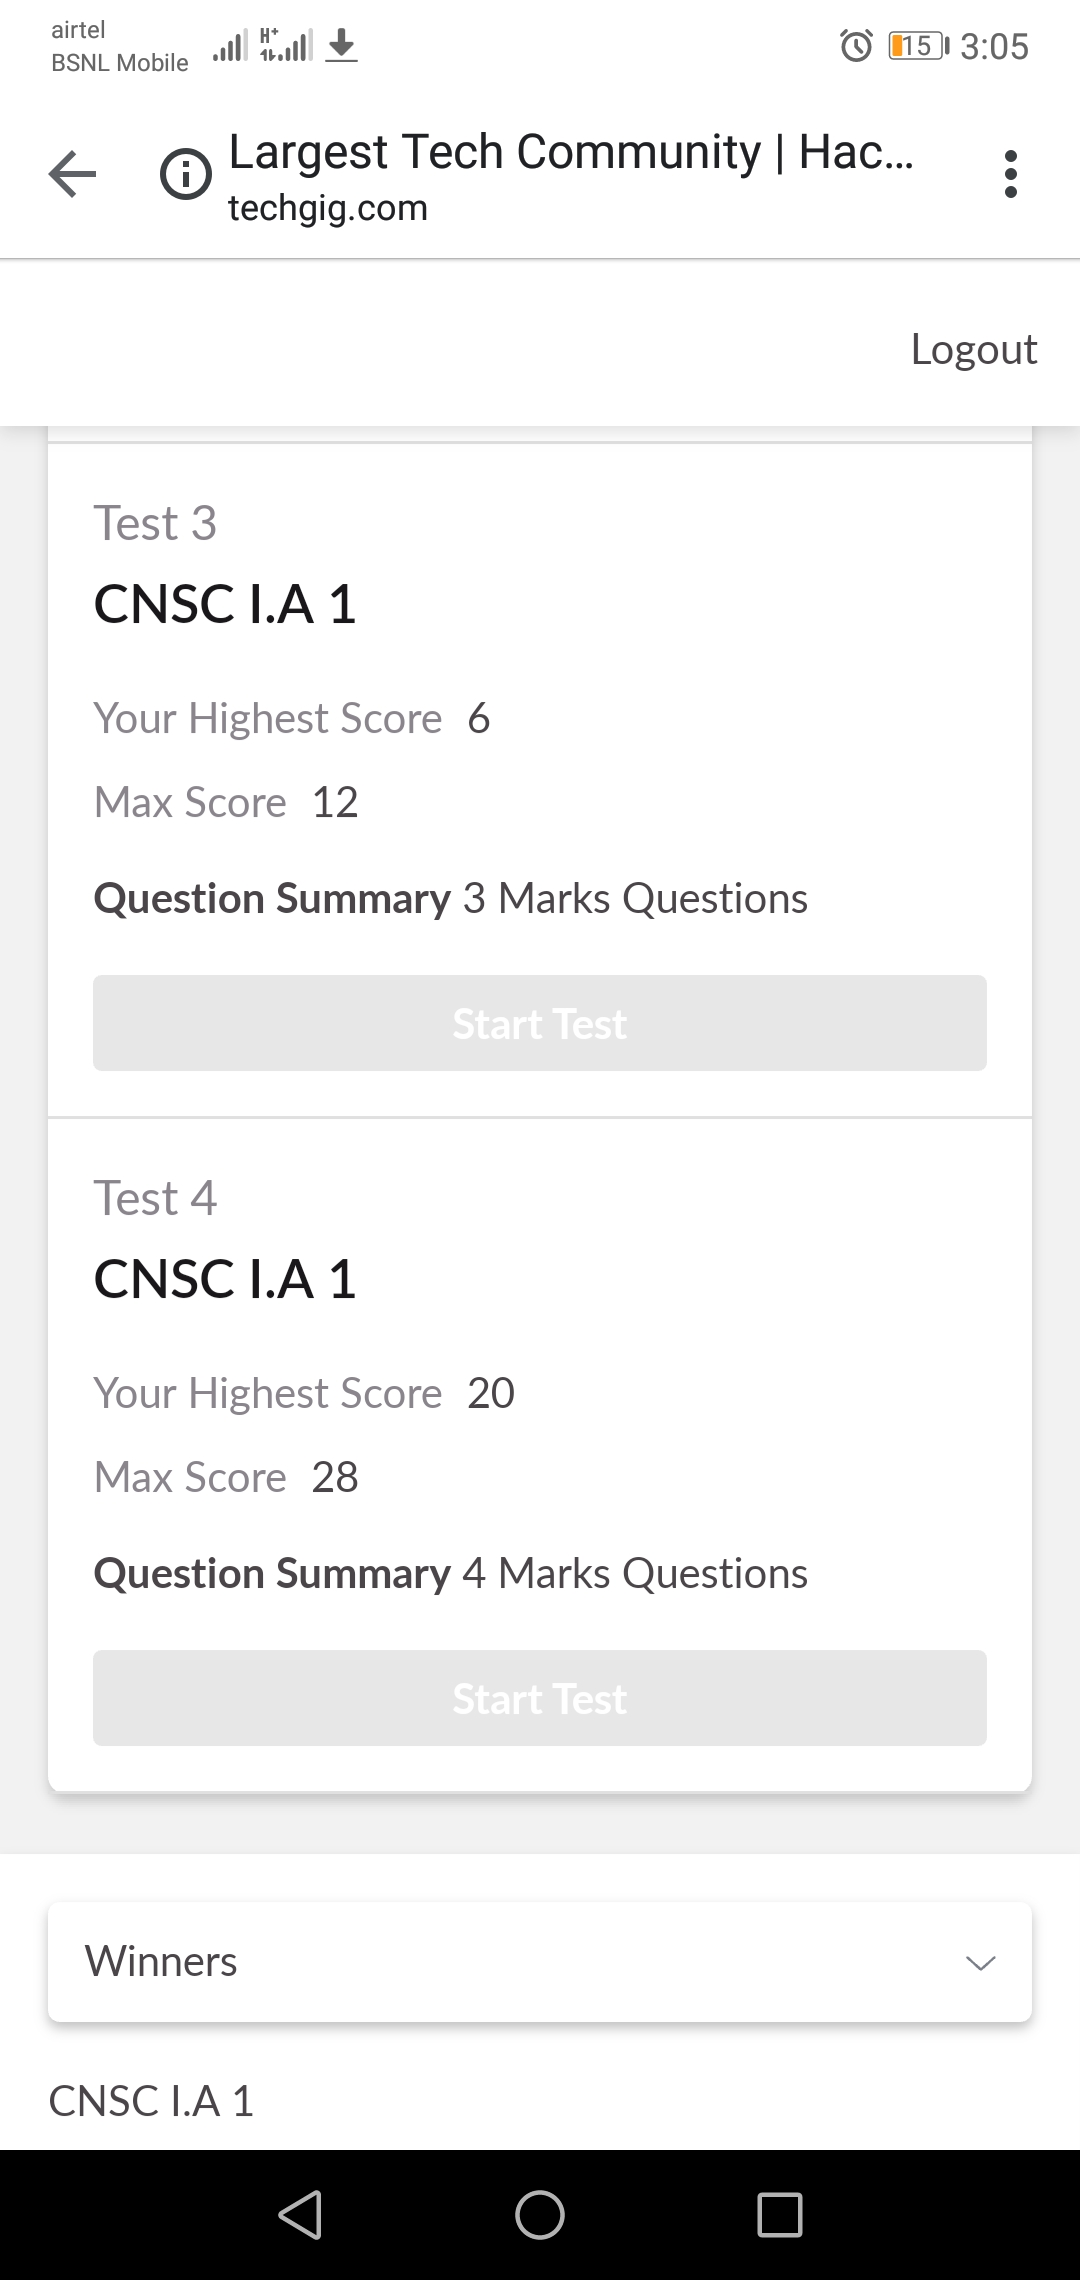 airtel
BSNL Mobile
H+
15
3:05
Largest Tech Community | Hac...
techgig.com
Logout
Test 3
CNSC I.A 1
Your Highest Score 6
Max Score 12
Question Summary 3 Marks Questions
Start Test
Test 4
CNSC I.A 1
Your Highest Score 20
Max Score 28
Question Summary 4 Marks Questions
Start Test
Winners
CNSC I.A 1